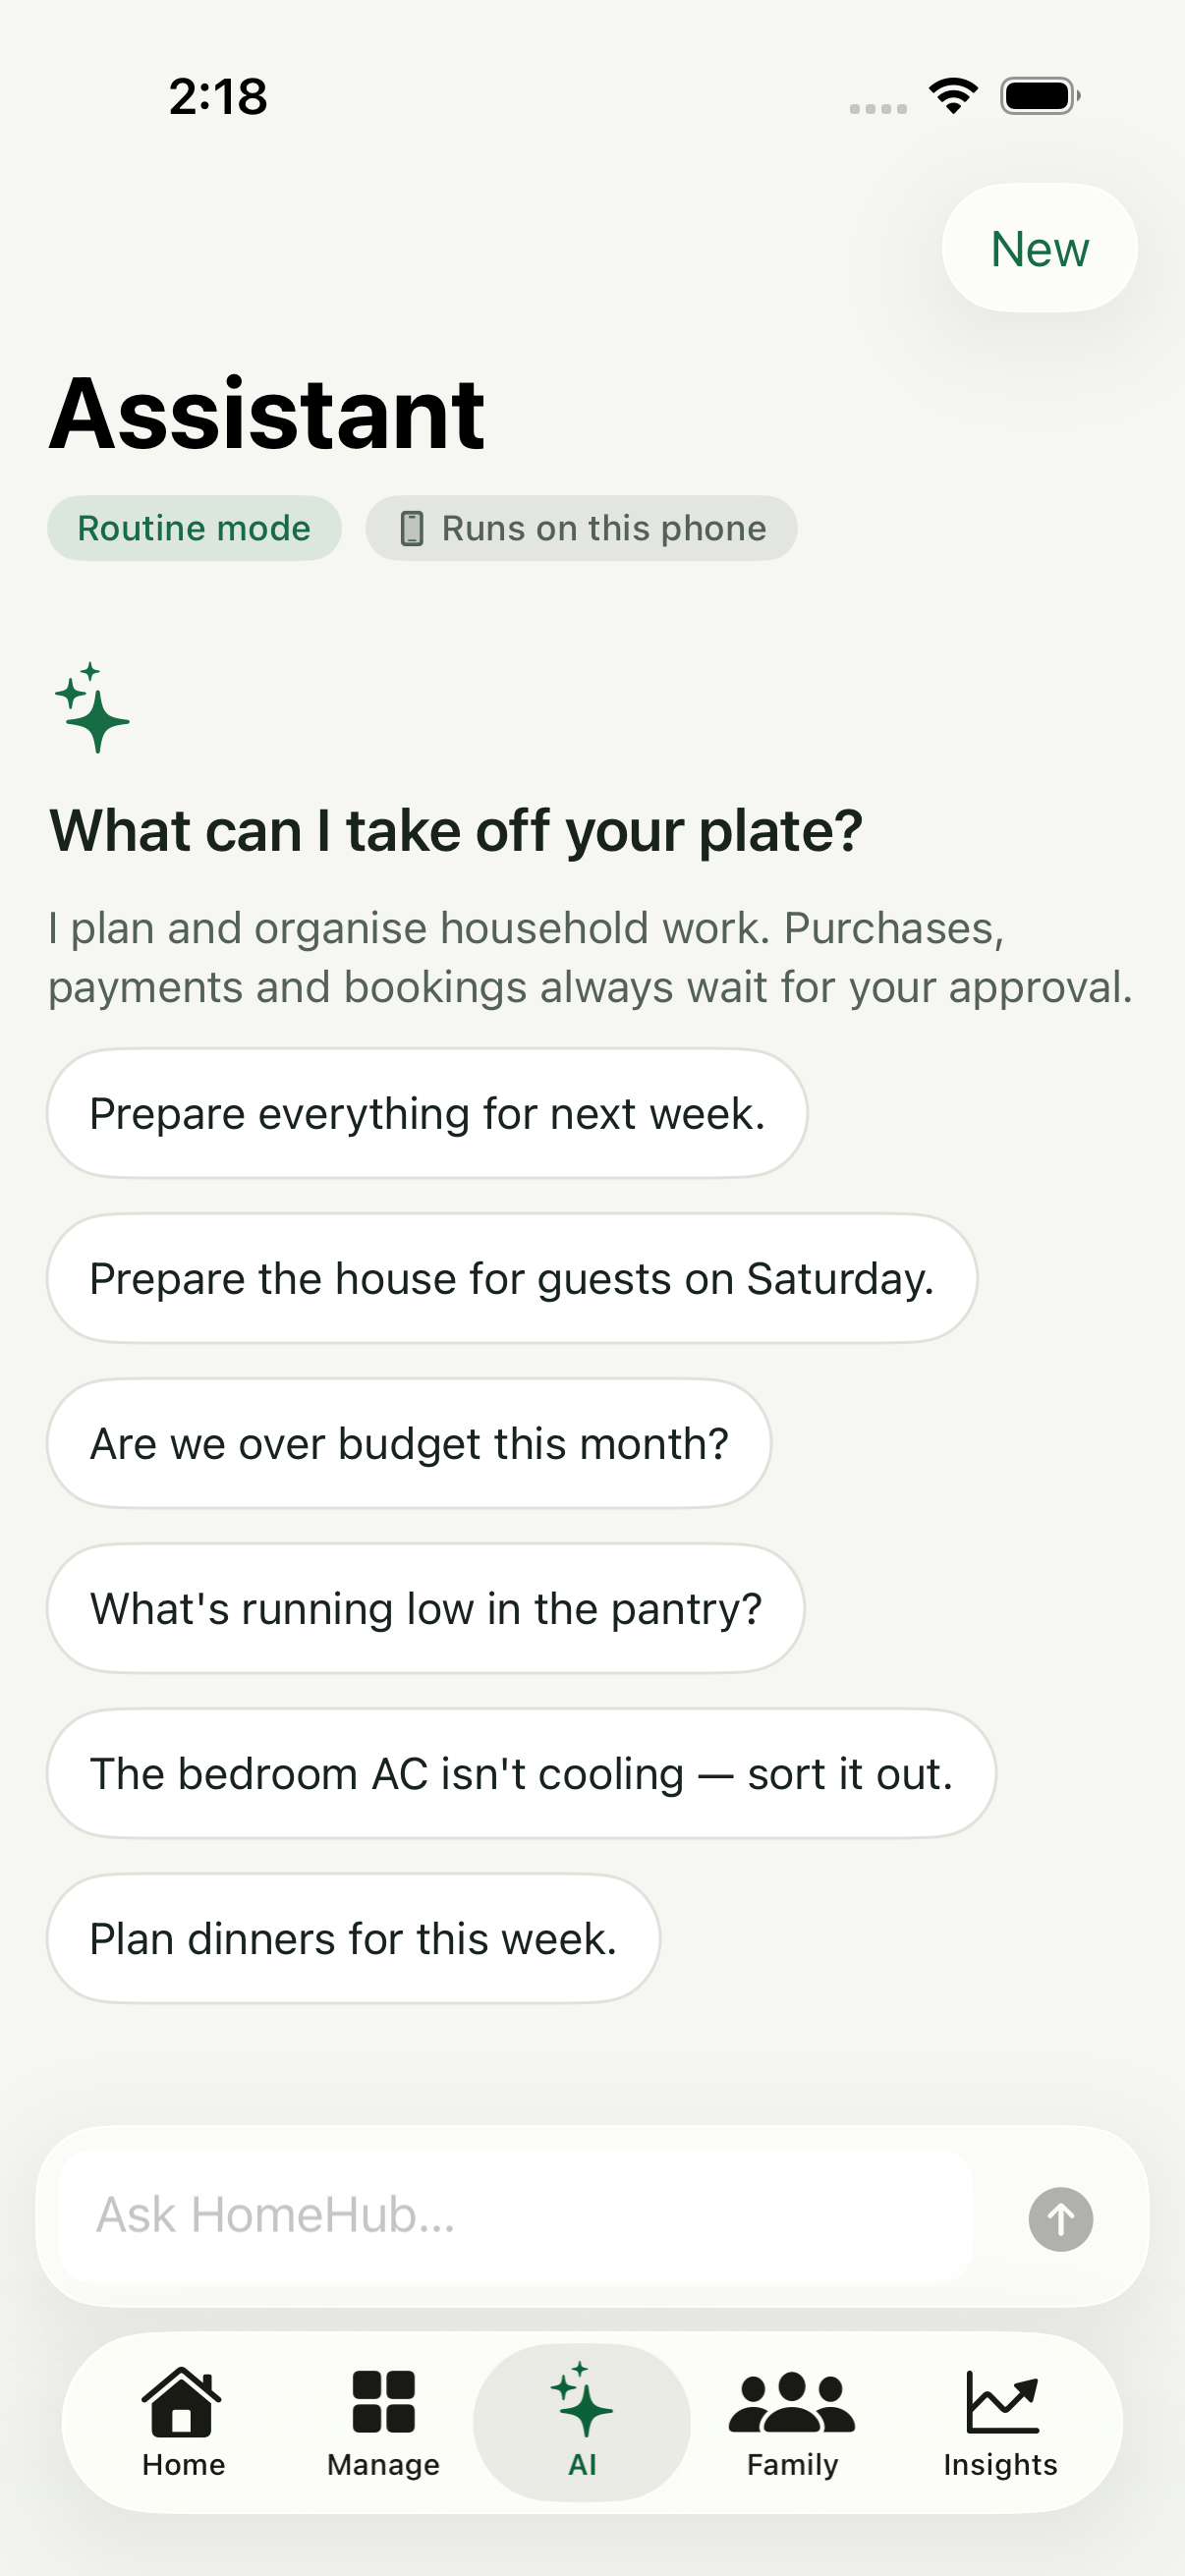 2:18
New
Assistant
Routine mode
Runs on this phone
What can I take off your plate?
I plan and organise household work. Purchases,
payments and bookings always wait for your approval.
Prepare everything for next week.
Prepare the house for guests on Saturday.
Are we over budget this month?
What's running low in the pantry?
The bedroom AC isn't cooling — sort it out.
Plan dinners for this week.
Ask HomeHub...
Home
Manage
AI
Family
Insights